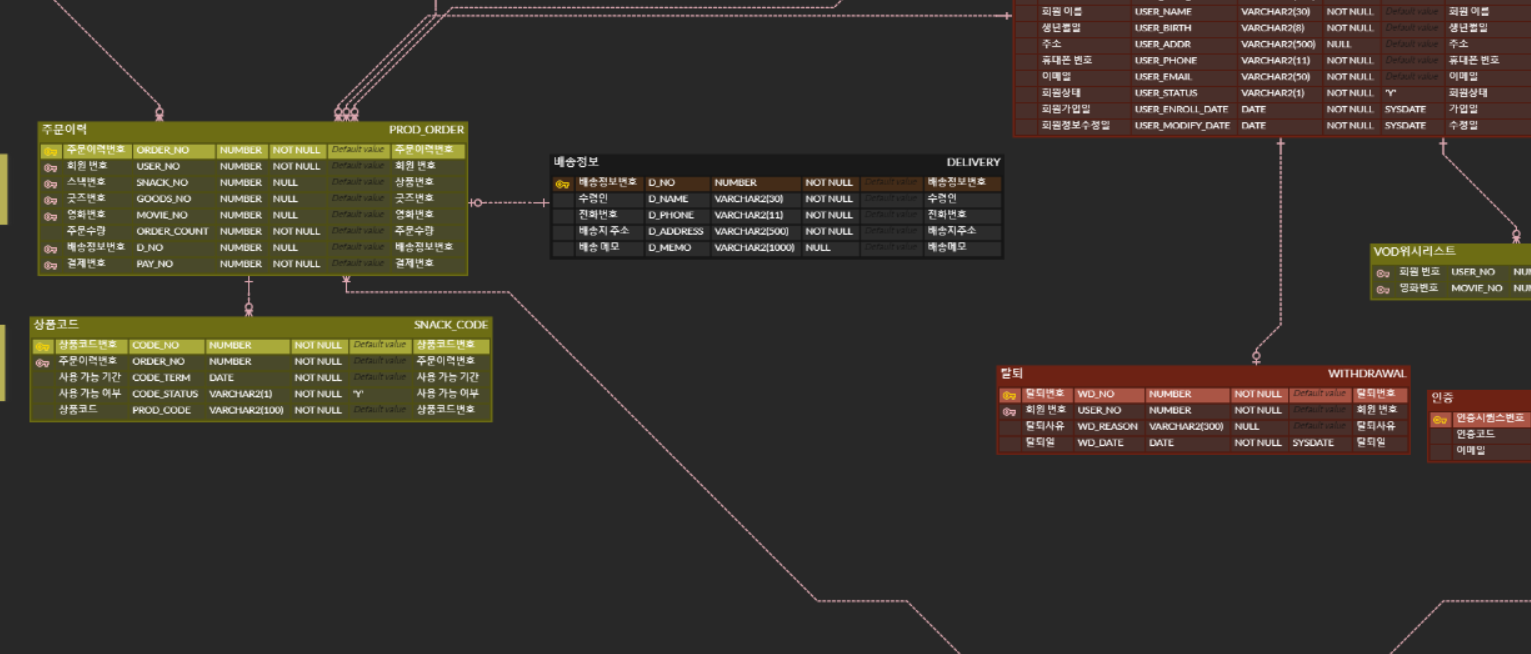 회원 이름 USER_NAME VARCHAR2(30) NOT NULL Default value 회원 이름
생년월일 USER_BIRTH VARCHAR2(8) NOT NULL Default value 생년월일
주소 USER_ADDR VARCHAR2(500) NULL Default value 주소
휴대폰 번호 USER_PHONE VARCHAR2(11) NOT NULL Default value 휴대폰 번호
이메일 USER_EMAIL VARCHAR2(50) NOT NULL Default value 이메일
회원상태 USER_STATUS VARCHAR2(1) NOT NULL 'Y' 회원상태
회원가입일 USER_ENROLL_DATE DATE NOT NULL SYSDATE 가입일
회원정보수정일 USER_MODIFY_DATE DATE NOT NULL SYSDATE 수정일
주문이력 PROD_ORDER
주문이력번호 ORDER_NO NUMBER NOT NULL Default value 주문이력번호
회원 번호 USER_NO NUMBER NOT NULL Default value 회원 번호
스낵번호 SNACK_NO NUMBER NULL Default value 상품번호
굿즈번호 GOODS_NO NUMBER NULL Default value 굿즈번호
영화번호 MOVIE_NO NUMBER NULL Default value 영화번호
주문수량 ORDER_COUNT NUMBER NOT NULL Default value 주문수량
배송정보번호 D_NO NUMBER NULL Default value 배송정보번호
결제번호 PAY_NO NUMBER NOT NULL Default value 결제번호
배송정보 DELIVERY
배송정보번호 D_NO NUMBER NOT NULL Default value 배송정보번호
수령인 D_NAME VARCHAR2(30) NOT NULL Default value 수령인
전화번호 D_PHONE VARCHAR2(11) NOT NULL Default value 전화번호
배송지 주소 D_ADDRESS VARCHAR2(500) NOT NULL Default value 배송지주소
배송 메모 D_MEMO VARCHAR2(1000) NULL Default value 배송메모
VOD위시리스트
회원 번호 USER_NO NUM
영화번호 MOVIE_NO NUM
상품코드 SNACK_CODE
상품코드번호 CODE_NO NUMBER NOT NULL Default value 상품코드번호
주문이력번호 ORDER_NO NUMBER NOT NULL Default value 주문이력번호
사용 가능 기간 CODE_TERM DATE NOT NULL Default value 사용 가능 기간
사용 가능 여부 CODE_STATUS VARCHAR2(1) NOT NULL 'Y' 사용 가능 여부
상품코드 PROD_CODE VARCHAR2(100) NOT NULL Default value 상품코드번호
탈퇴 WITHDRAWAL
탈퇴번호 WD_NO NUMBER NOT NULL Default value 탈퇴번호
회원 번호 USER_NO NUMBER NOT NULL Default value 회원 번호
탈퇴사유 WD_REASON VARCHAR2(300) NULL Default value 탈퇴사유
탈퇴일 WD_DATE DATE NOT NULL SYSDATE 탈퇴일
인증
인증시퀀스번호
인증코드
이메일